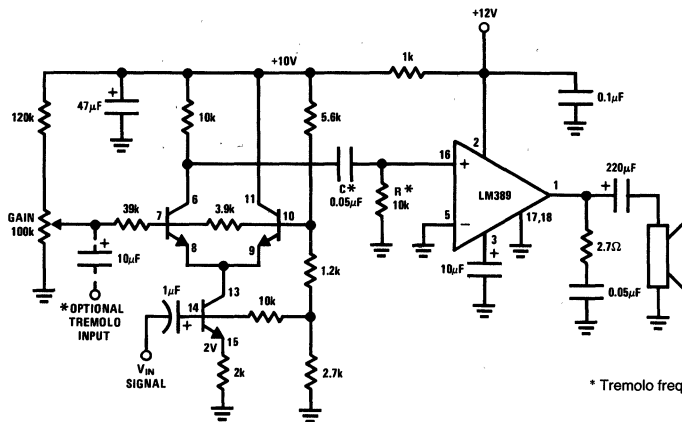 +12V
+10V
1k
120k
47µF
+
10k
5.6k
0.1µF
2
16
+
C*
0.05µF
R*
10k
LM389
1
+
220µF
6
11
GAIN
100k
39k
7
3.9k
10
5
−
17,18
3
+
10µF
2.7Ω
8
9
+
10µF
1.2k
*OPTIONAL
TREMOLO
INPUT
1µF
13
14
+
10k
0.05µF
15
2V
VIN
SIGNAL
2k
2.7k
* Tremolo freq